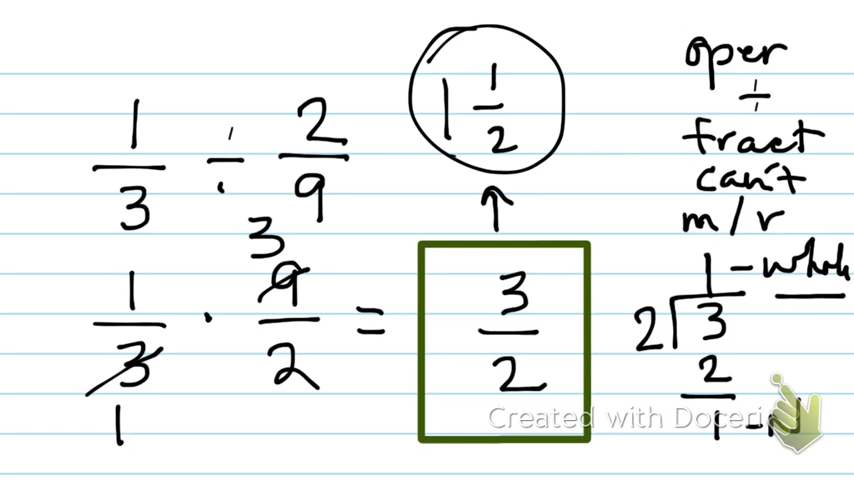 1/3 ÷ 2/9
1/3 · 9/2 = 3/2
3
1
1 1/2
↑
oper
÷
fract
can't
m/r
1 - whole
2⟌3
2
1 - N
Created with Doceri